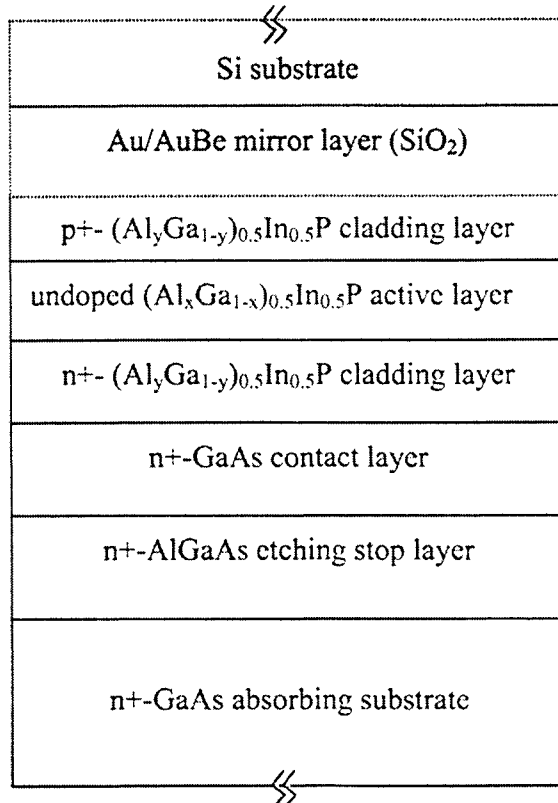 Si substrate
Au/AuBe mirror layer (SiO₂)
p+- (AlyGa1-y)0.5In0.5P cladding layer
undoped (AlxGa1-x)0.5In0.5P active layer
n+- (AlyGa1-y)0.5In0.5P cladding layer
n+-GaAs contact layer
n+-AlGaAs etching stop layer
n+-GaAs absorbing substrate